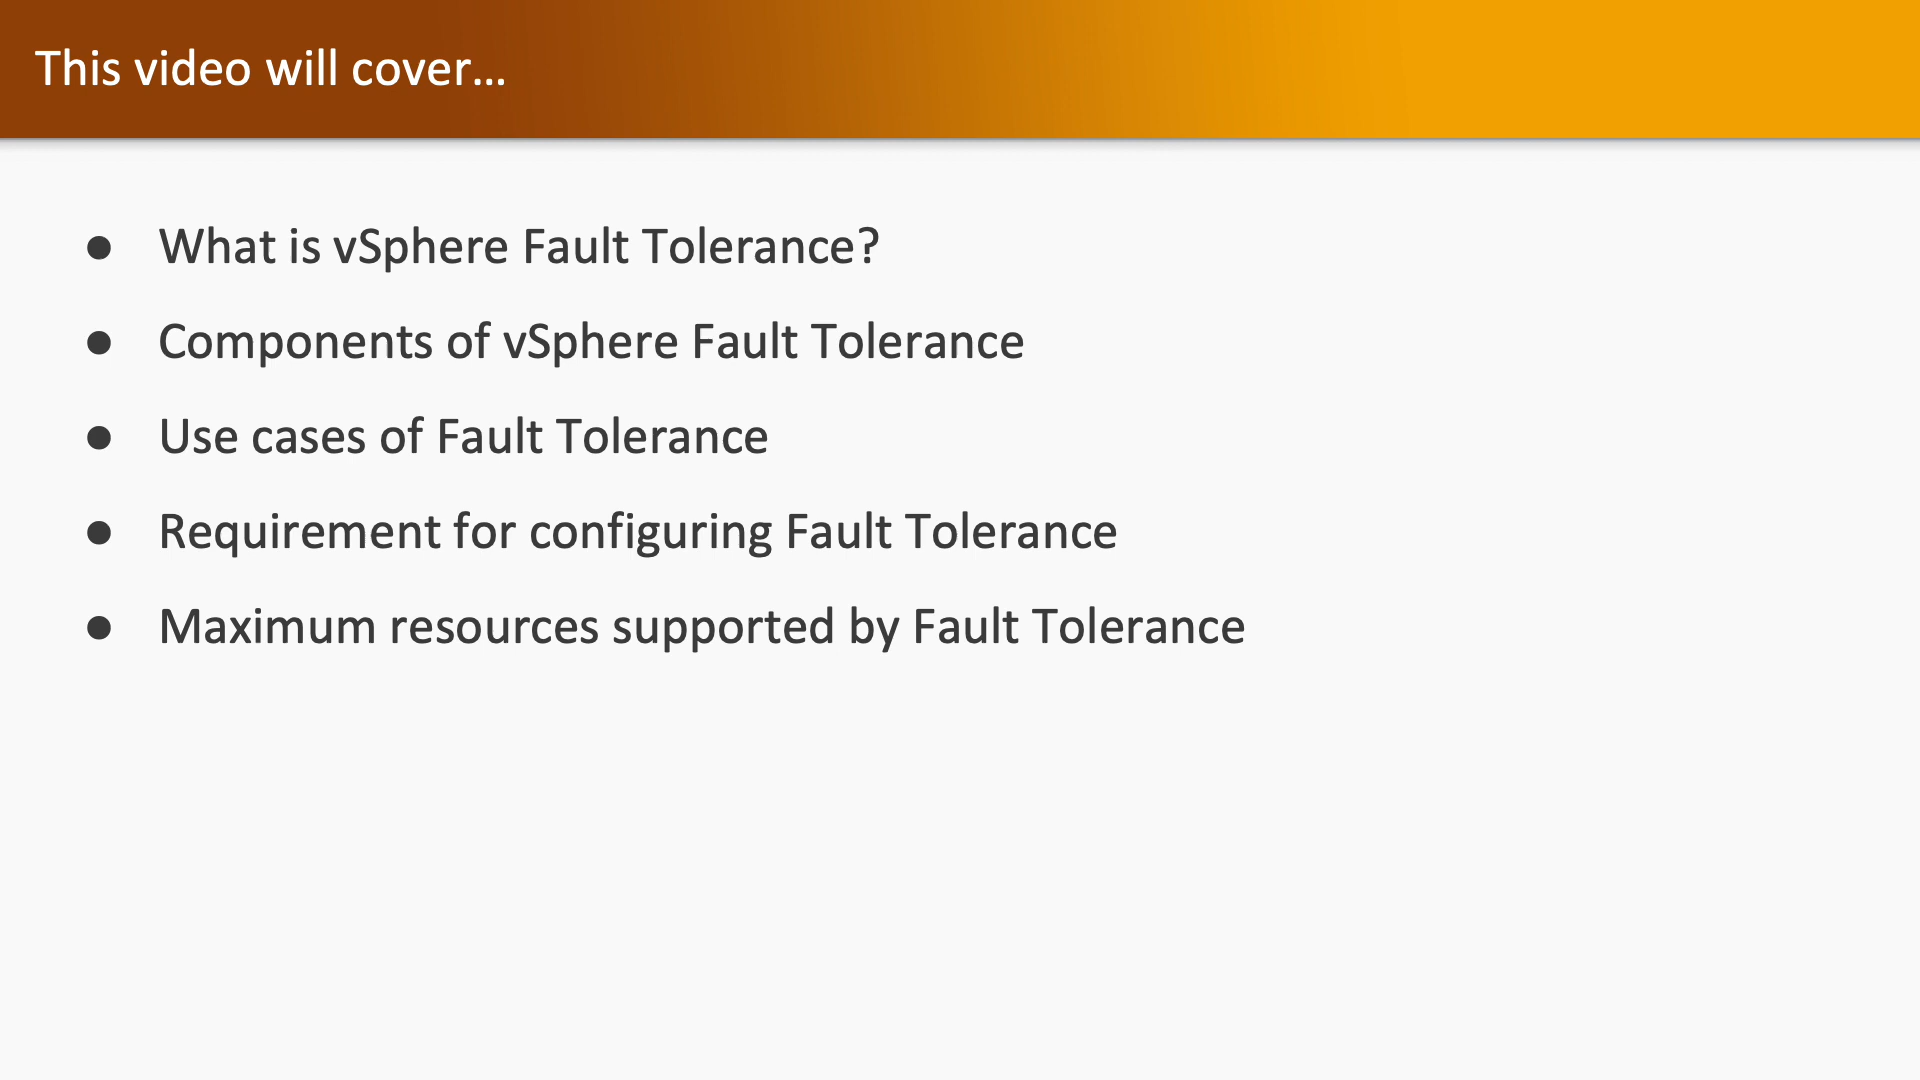 This video will cover...
● What is vSphere Fault Tolerance?
● Components of vSphere Fault Tolerance
● Use cases of Fault Tolerance
● Requirement for configuring Fault Tolerance
● Maximum resources supported by Fault Tolerance